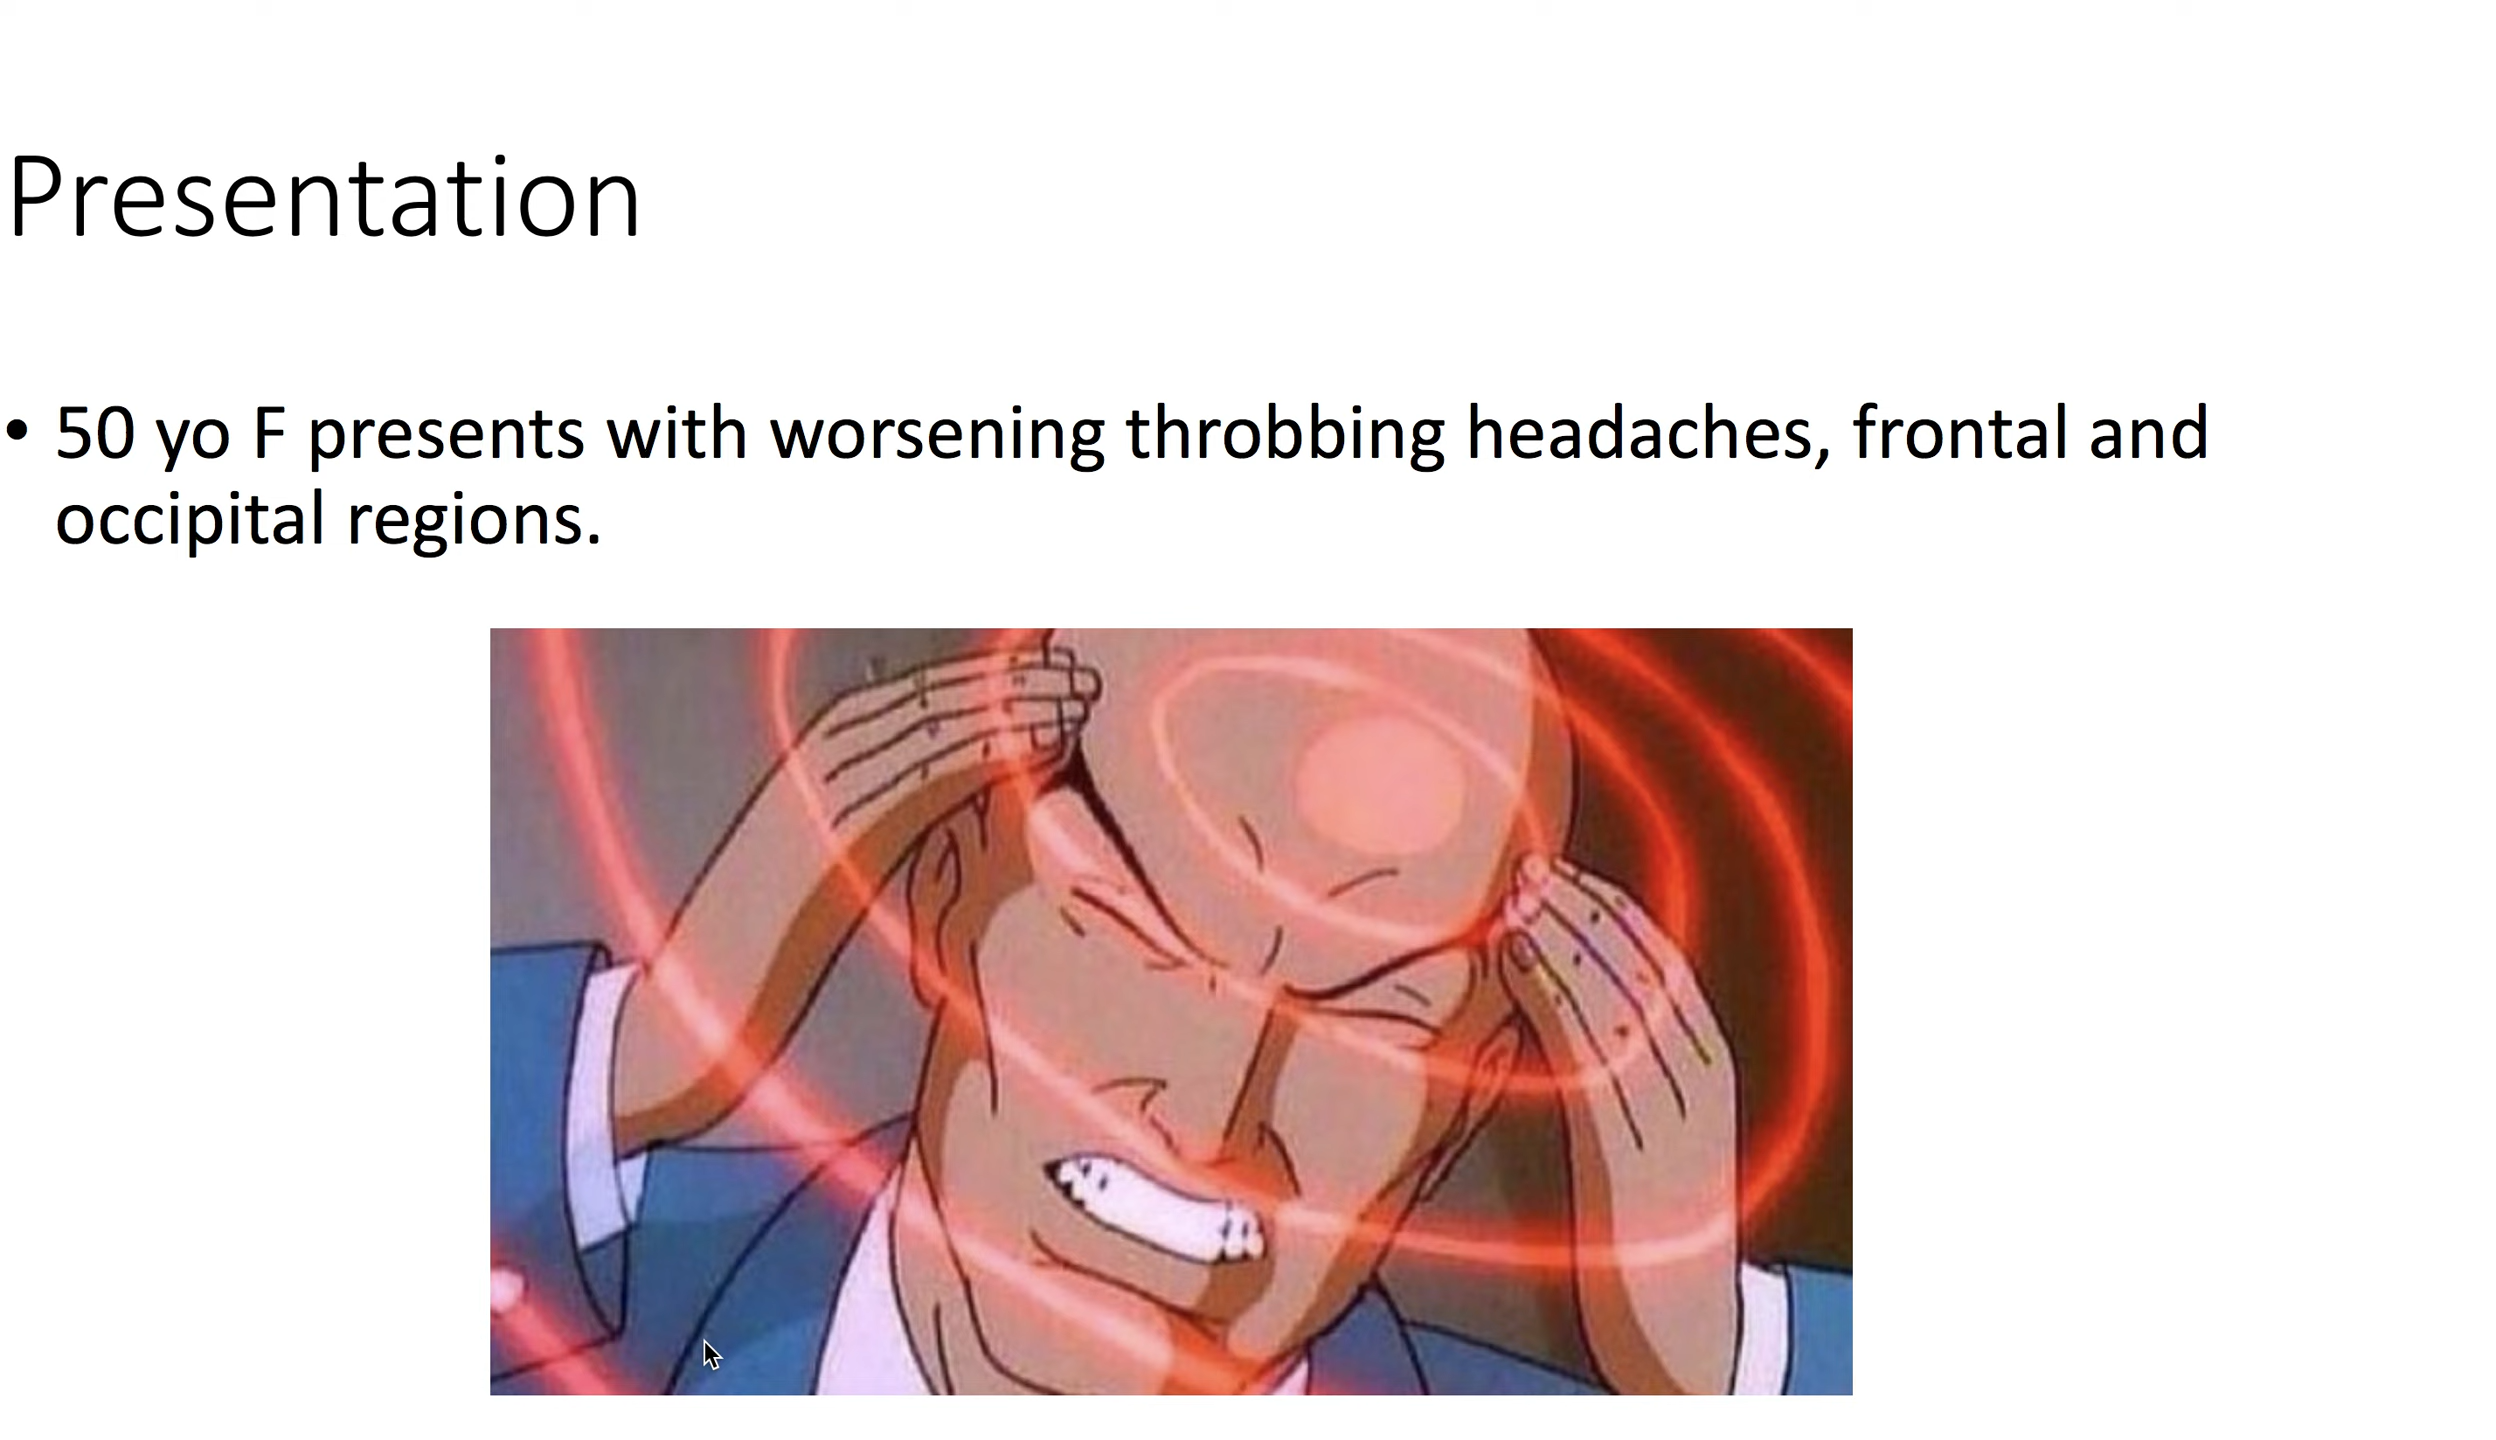 Presentation
• 50 yo F presents with worsening throbbing headaches, frontal and
occipital regions.